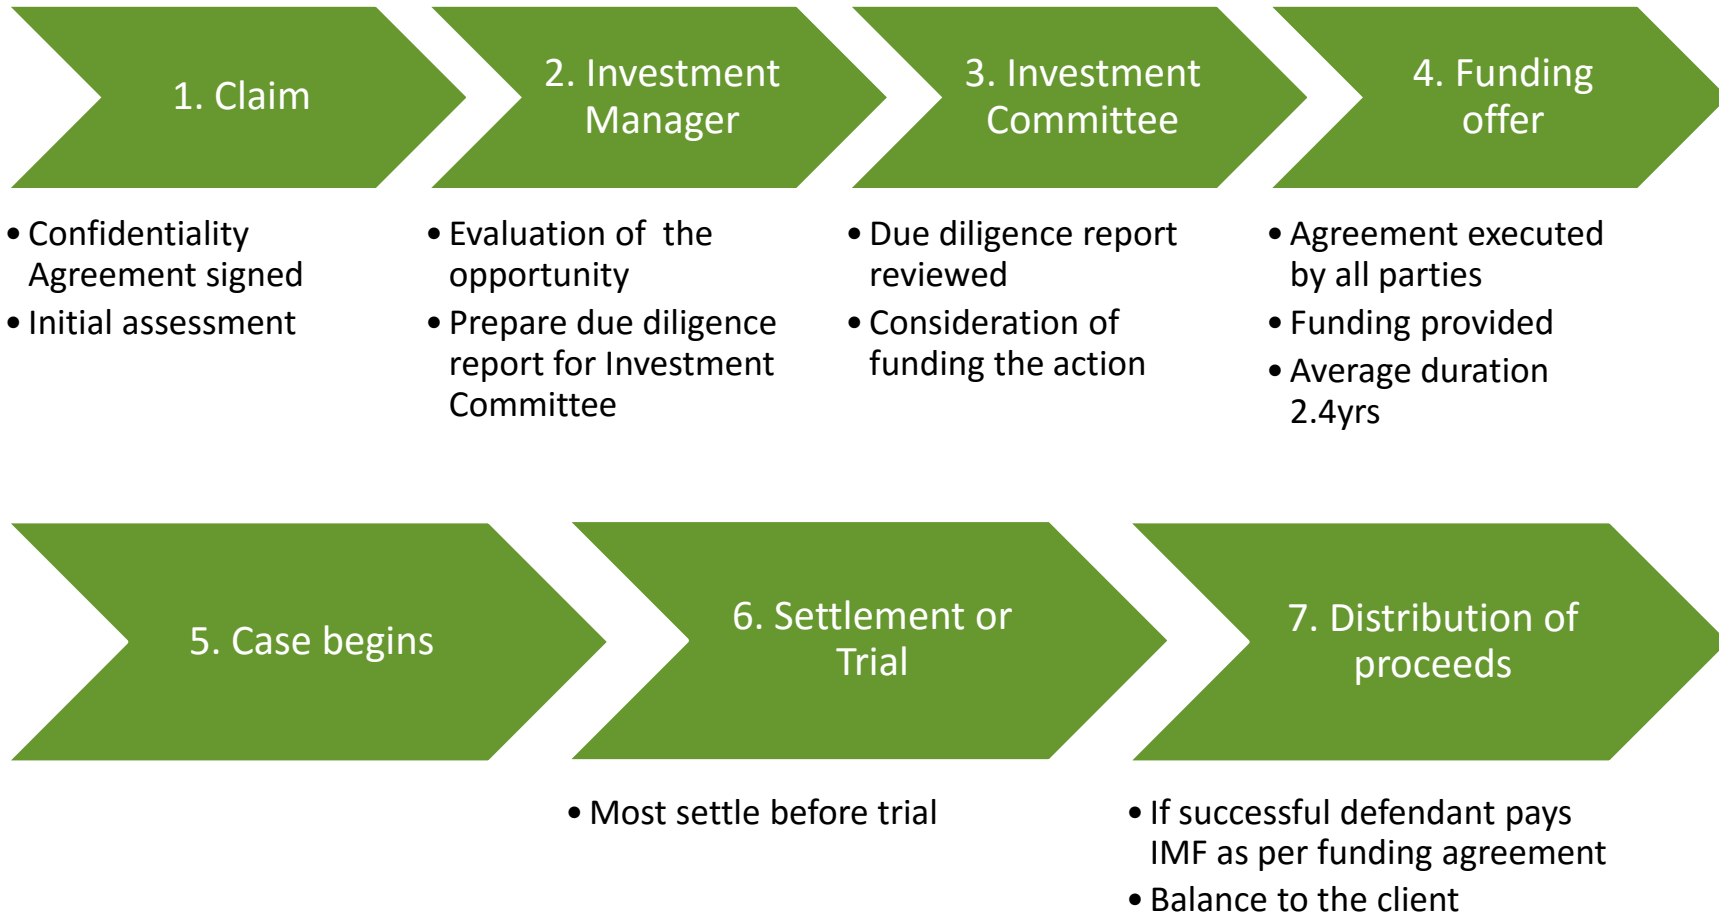 1. Claim
2. Investment
Manager
3. Investment
Committee
4. Funding
offer
• Confidentiality
Agreement signed
• Initial assessment
• Evaluation of the
opportunity
• Prepare due diligence
report for Investment
Committee
• Due diligence report
reviewed
• Consideration of
funding the action
• Agreement executed
by all parties
• Funding provided
• Average duration
2.4yrs
5. Case begins
6. Settlement or
Trial
7. Distribution of
proceeds
• Most settle before trial
• If successful defendant pays
IMF as per funding agreement
• Balance to the client